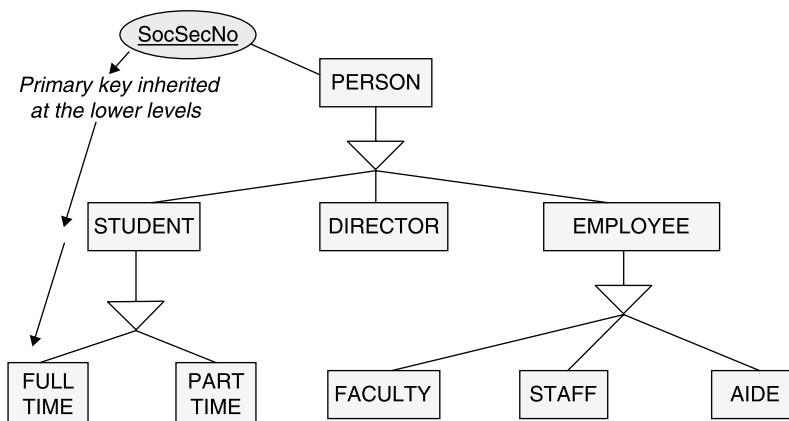 SocSecNo
Primary key inherited
at the lower levels
PERSON
STUDENT
DIRECTOR
EMPLOYEE
FULL
TIME
PART
TIME
FACULTY
STAFF
AIDE